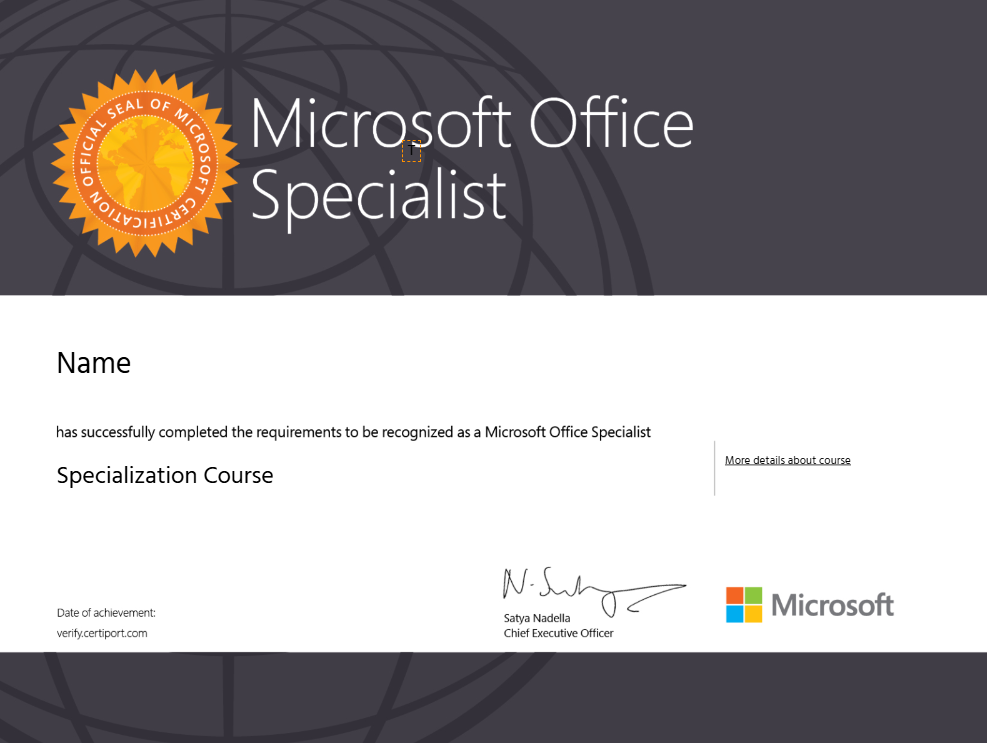 OFFICIAL SEAL OF MICROSOFT CERTIFICATION
Microsoft Office
T
Specialist
Name
has successfully completed the requirements to be recognized as a Microsoft Office Specialist
More details about course
Specialization Course
N. Satya
Satya Nadella
Chief Executive Officer
Microsoft
Date of achievement:
verify.certiport.com